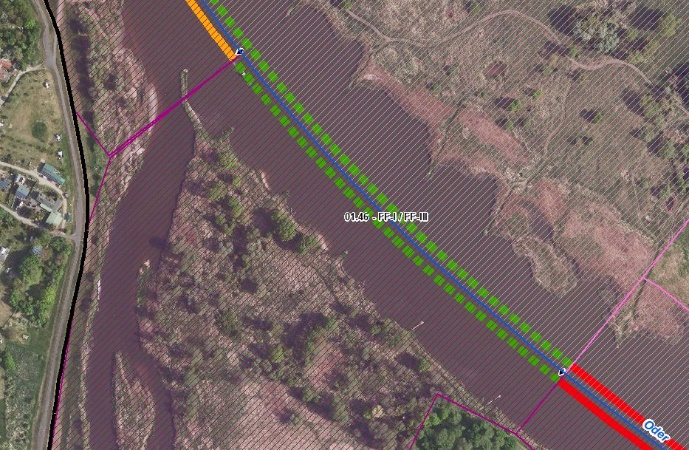 01.46 - FF-I / FF-III
Oder